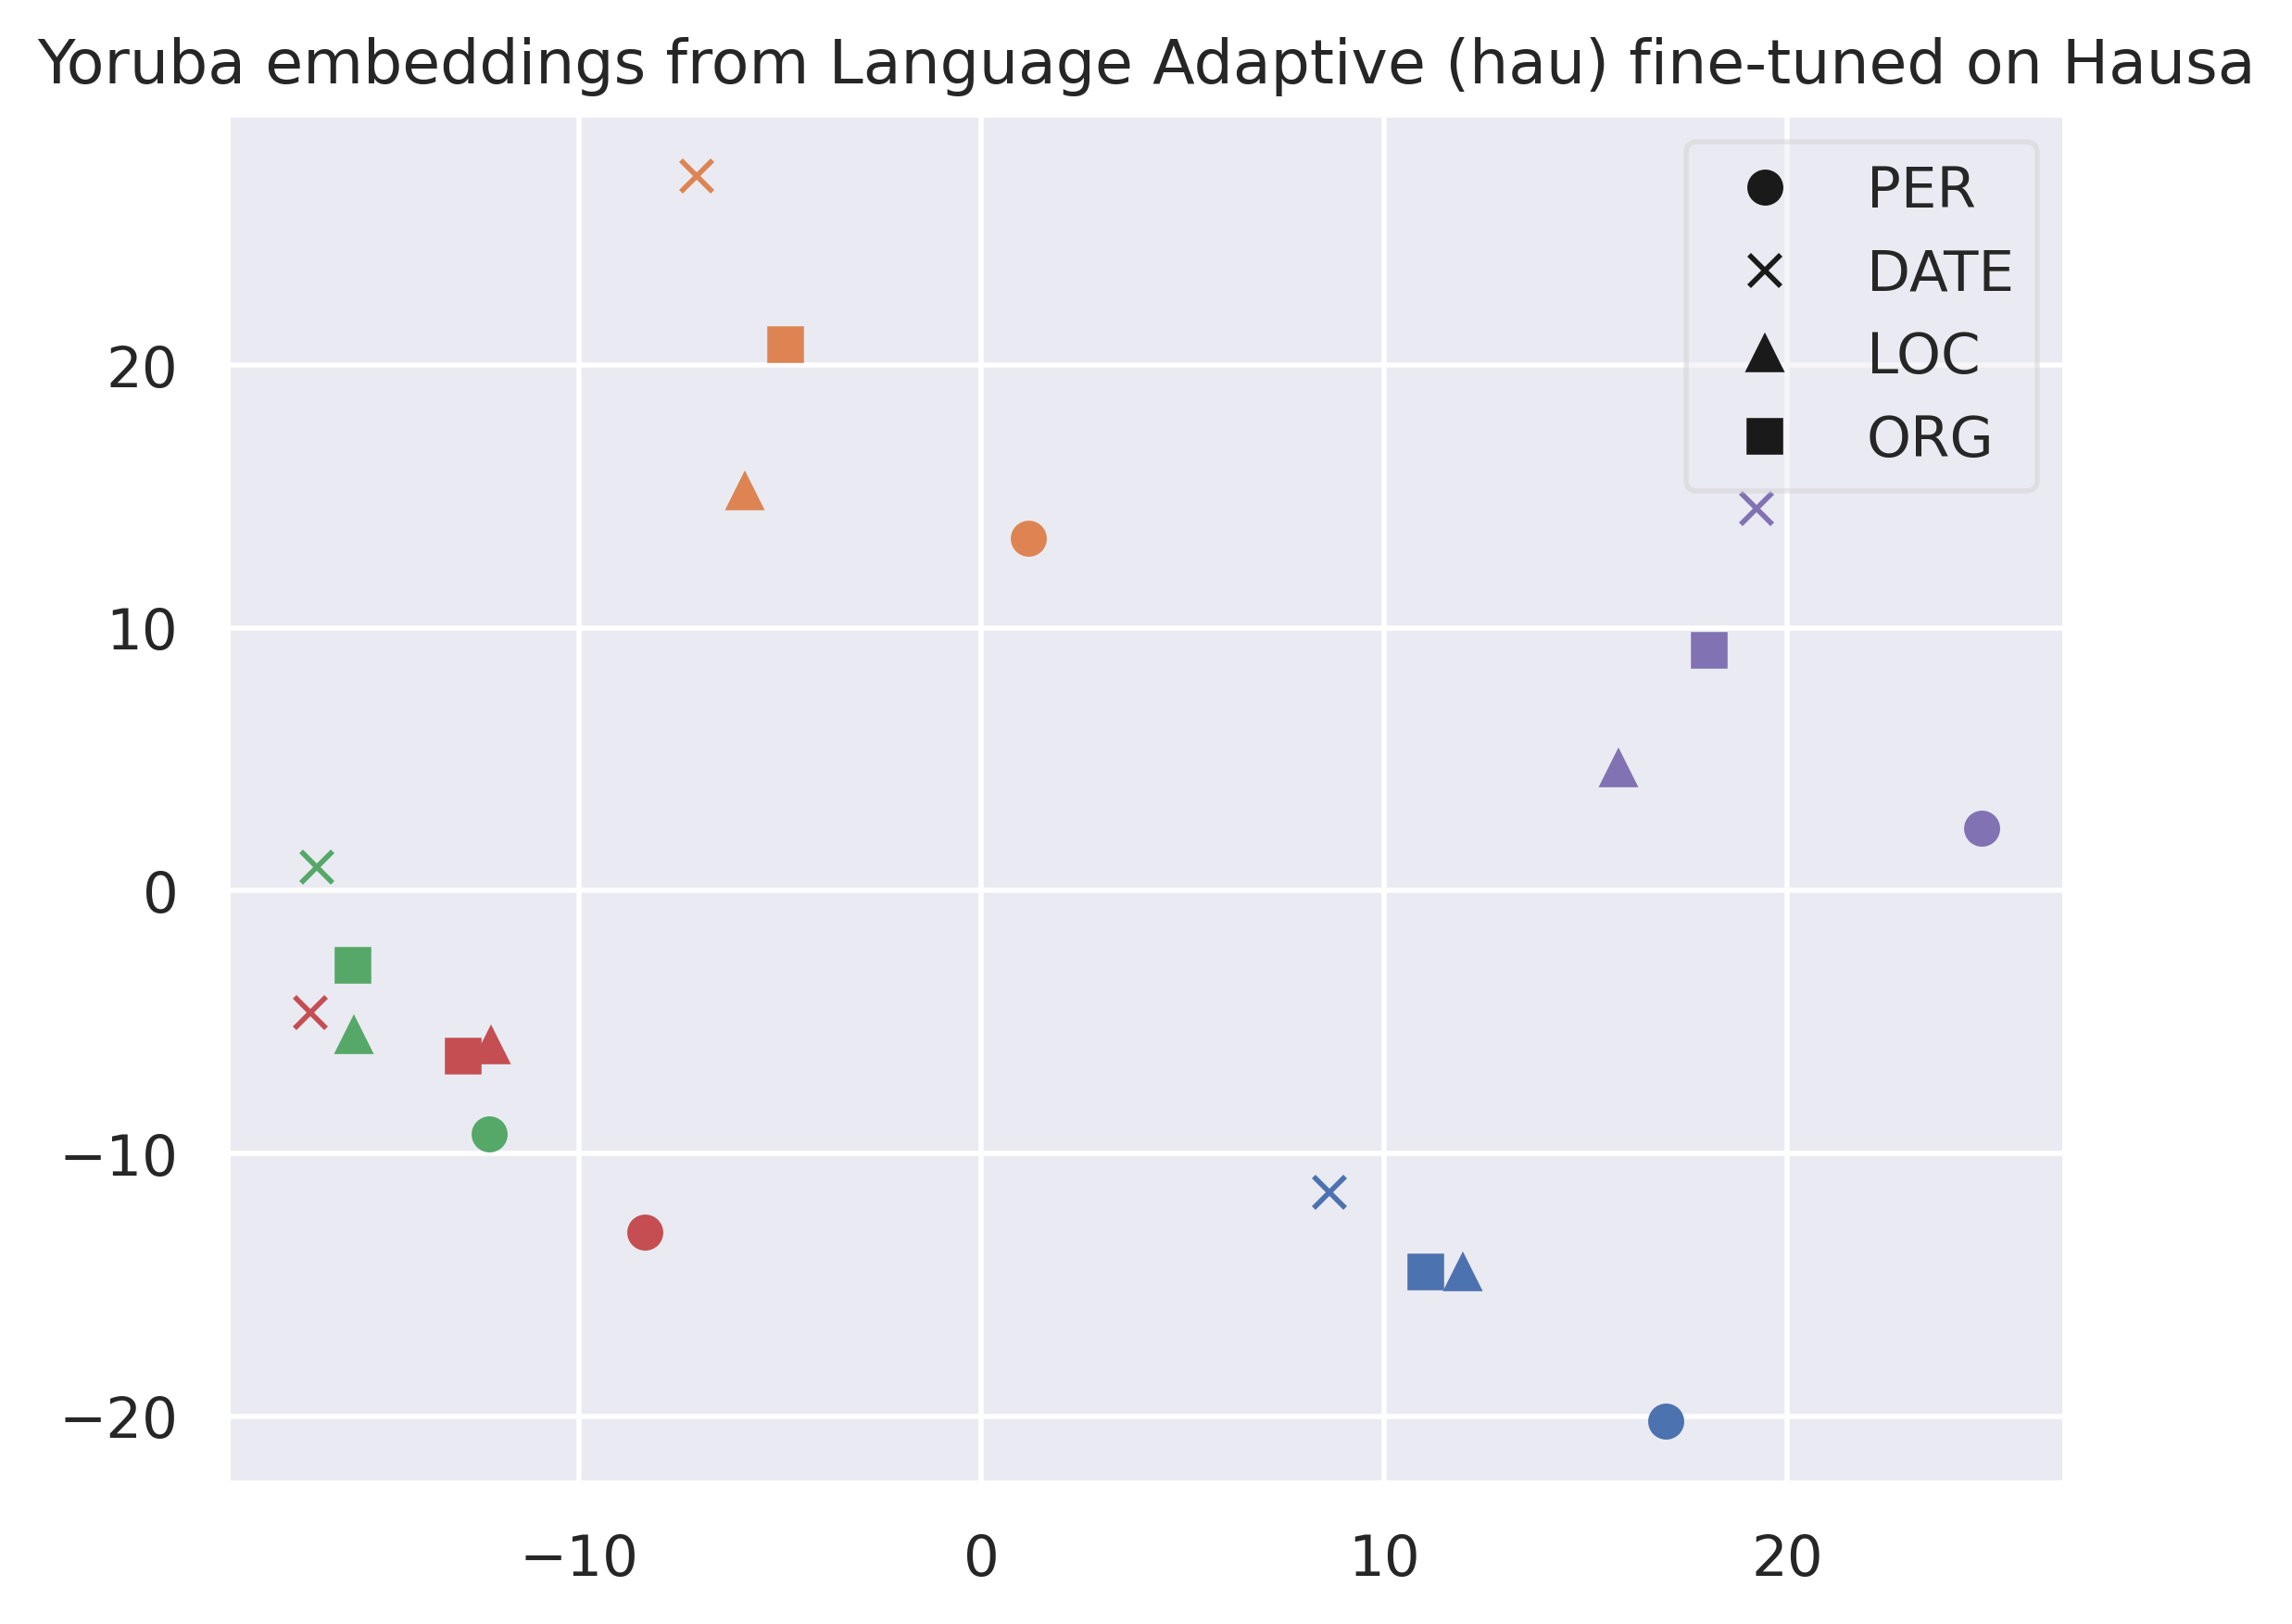 Yoruba embeddings from Language Adaptive (hau) fine-tuned on Hausa
PER
DATE
LOC
ORG
20
10
0
−10
−20
−10 0 10 20